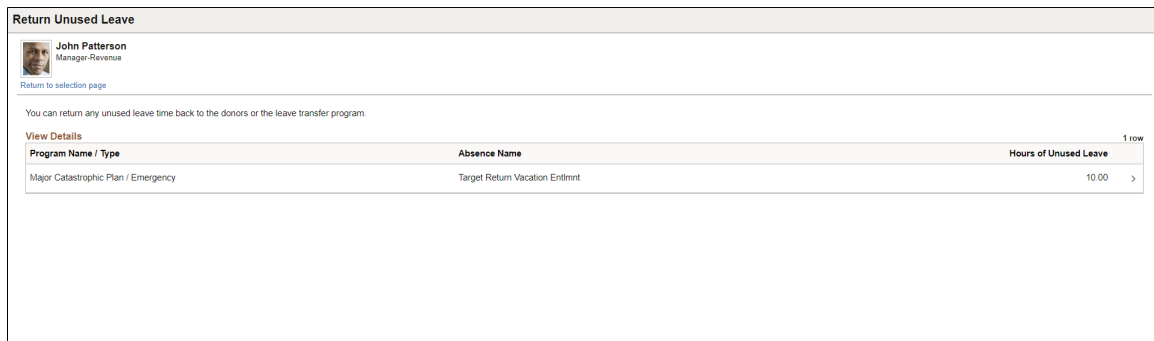 Return Unused Leave
John Patterson
Manager-Revenue
Return to selection page
You can return any unused leave time back to the donors or the leave transfer program.
View Details
1 row
Program Name / Type Absence Name Hours of Unused Leave
Major Catastrophic Plan / Emergency Target Return Vacation Entlmnt 10.00